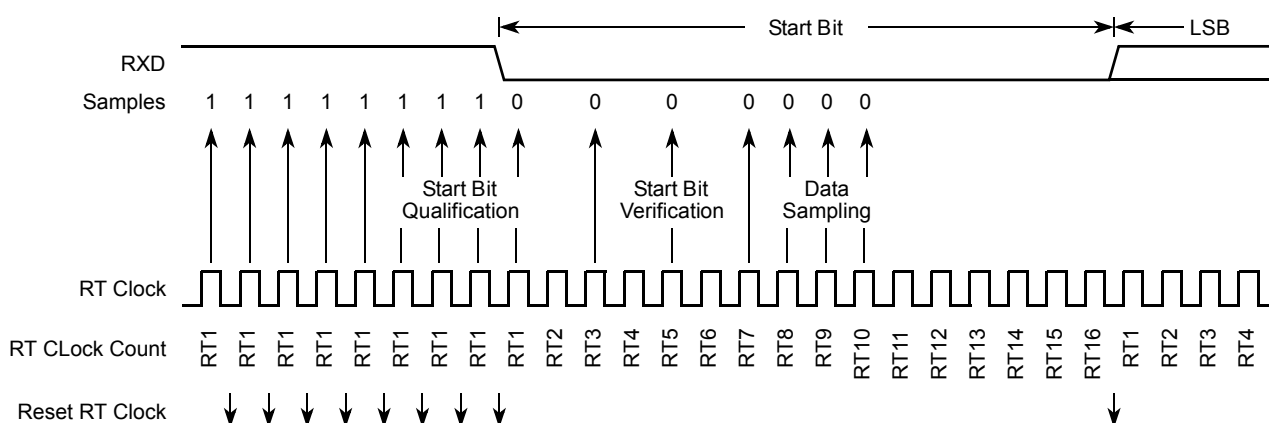 Start Bit LSB
RXD
Samples 1 1 1 1 1 1 1 1 0 0 0 0 0 0 0
Start Bit Qualification
Start Bit Verification
Data Sampling
RT Clock
RT CLock Count RT1 RT1 RT1 RT1 RT1 RT1 RT1 RT1 RT1 RT2 RT3 RT4 RT5 RT6 RT7 RT8 RT9 RT10 RT11 RT12 RT13 RT14 RT15 RT16 RT1 RT2 RT3 RT4
Reset RT Clock